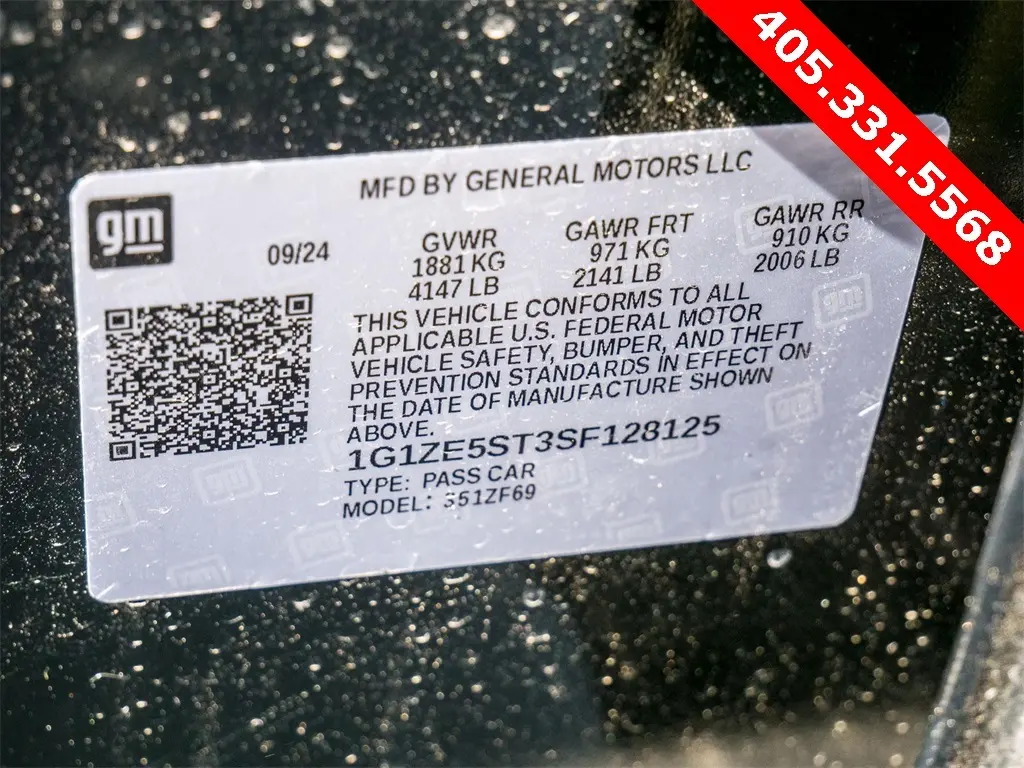 405.331.5568
MFD BY GENERAL MOTORS LLC
gm
09/24
GVWR
1881 KG
4147 LB
GAWR FRT
971 KG
2141 LB
GAWR RR
910 KG
2006 LB
THIS VEHICLE CONFORMS TO ALL
APPLICABLE U.S. FEDERAL MOTOR
VEHICLE SAFETY, BUMPER, AND THEFT
PREVENTION STANDARDS IN EFFECT ON
THE DATE OF MANUFACTURE SHOWN
ABOVE.
1G1ZE5ST3SF128125
TYPE: PASS CAR
MODEL: S51ZF69